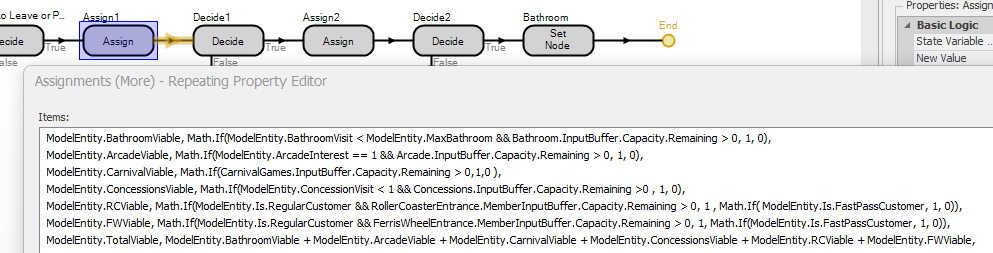 to Leave or P... Assign1 Decide1 Assign2 Decide2 Bathroom
ecide True Assign Decide True Assign Decide True Set Node End
False False False
Properties: Assig
Basic Logic
State Variable ...
New Value
Assignments (More) - Repeating Property Editor
Items:
ModelEntity.BathroomViable, Math.If(ModelEntity.BathroomVisit < ModelEntity.MaxBathroom && Bathroom.InputBuffer.Capacity.Remaining > 0, 1, 0),
ModelEntity.ArcadeViable, Math.If(ModelEntity.ArcadeInterest == 1 && Arcade.InputBuffer.Capacity.Remaining > 0, 1, 0),
ModelEntity.CarnivalViable, Math.If(CarnivalGames.InputBuffer.Capacity.Remaining > 0,1,0 ),
ModelEntity.ConcessionsViable, Math.If(ModelEntity.ConcessionVisit < 1 && Concessions.InputBuffer.Capacity.Remaining >0 , 1, 0),
ModelEntity.RCViable, Math.If(ModelEntity.Is.RegularCustomer && RollerCoasterEntrance.MemberInputBuffer.Capacity.Remaining > 0, 1 , Math.If( ModelEntity.Is.FastPassCustomer, 1, 0)),
ModelEntity.FWViable, Math.If(ModelEntity.Is.RegularCustomer && FerrisWheelEntrance.MemberInputBuffer.Capacity.Remaining > 0, 1, Math.If(ModelEntity.Is.FastPassCustomer, 1, 0)),
ModelEntity.TotalViable, ModelEntity.BathroomViable + ModelEntity.ArcadeViable + ModelEntity.CarnivalViable + ModelEntity.ConcessionsViable + ModelEntity.RCViable + ModelEntity.FWViable,